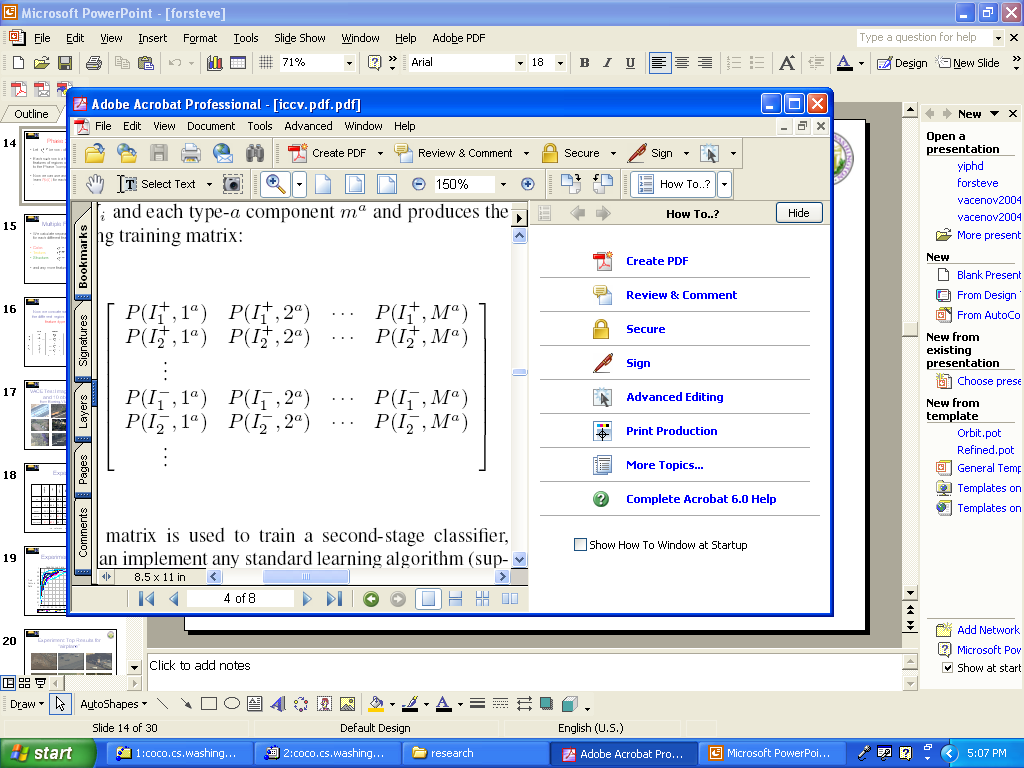 Microsoft PowerPoint - [forsteve]
File Edit View Insert Format Tools Slide Show Window Help Adobe PDF
Type a question for help
71% Arial 18 B I U A A Design New Slide
Outline
Adobe Acrobat Professional - [iccv.pdf.pdf]
File Edit View Document Tools Advanced Window Help
Create PDF Review & Comment Secure Sign
Select Text 150% How To..?
Bookmarks
Signatures
Layers
Pages
Comments
i and each type-a component m^a and produces the
ng training matrix:
P(I_1^+, 1^a) P(I_1^+, 2^a) ··· P(I_1^+, M^a)
P(I_2^+, 1^a) P(I_2^+, 2^a) ··· P(I_2^+, M^a)
⋮
P(I_1^-, 1^a) P(I_1^-, 2^a) ··· P(I_1^-, M^a)
P(I_2^-, 1^a) P(I_2^-, 2^a) ··· P(I_2^-, M^a)
⋮
matrix is used to train a second-stage classifier,
an implement any standard learning algorithm (sup-
8.5 x 11 in
4 of 8
How To..? Hide
Create PDF
Review & Comment
Secure
Sign
Advanced Editing
Print Production
More Topics...
Complete Acrobat 6.0 Help
Show How To Window at Startup
14
15
16
17
18
19
20
New
Open a
presentation
yiphd
forsteve
vacenov2004
vacenov2004
More present
New
Blank Present
From Design
From AutoCo
New from
existing
presentation
Choose prese
New from
template
Orbit.pot
Refined.pot
General Temp
Templates on
Templates on
Add Network
Microsoft Pow
Show at start
Click to add notes
Draw AutoShapes A
Slide 14 of 30 Default Design English (U.S.)
start 1:coco.cs.washing... 2:coco.cs.washing... research Adobe Acrobat Pro... Microsoft PowerPoi... 5:07 PM